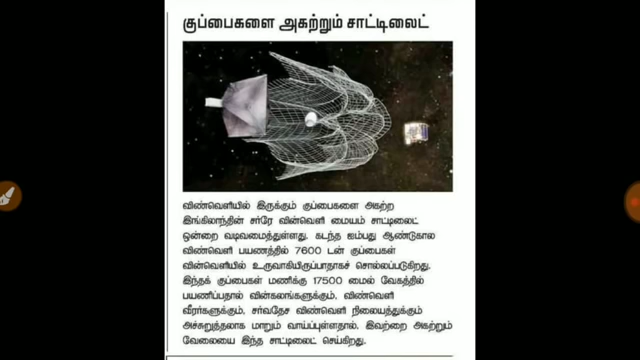 குப்பைகளை அகற்றும் சாட்டிலைட்
விண்வெளியில் இருக்கும் குப்பைகளை அகற்ற
இங்கிலாந்தின் சர்ரே வின்வெளி மையம் சாட்டிலைட்
ஒன்றை வடிவமைத்துள்ளது. கடந்த ஐம்பது ஆண்டுகால
விண்வெளி பயணத்தில் 7600 டன் குப்பைகள்
வின்வெளியில் உருவாகியிருப்பாதாகச் சொல்லப்படுகிறது.
இந்தக் குப்பைகள் மணிக்கு 17500 மைல் வேகத்தில்
பயணிப்பதால் வின்கலங்களுக்கும், விண்வெளி
வீரர்களுக்கும், சர்வதேச விண்வெளி நிலையத்துக்கும்
அச்சுறுத்தலாக மாறும் வாய்ப்புள்ளதால், இவற்றை அகற்றும்
வேலையை இந்த சாட்டிலைட் செய்கிறது.